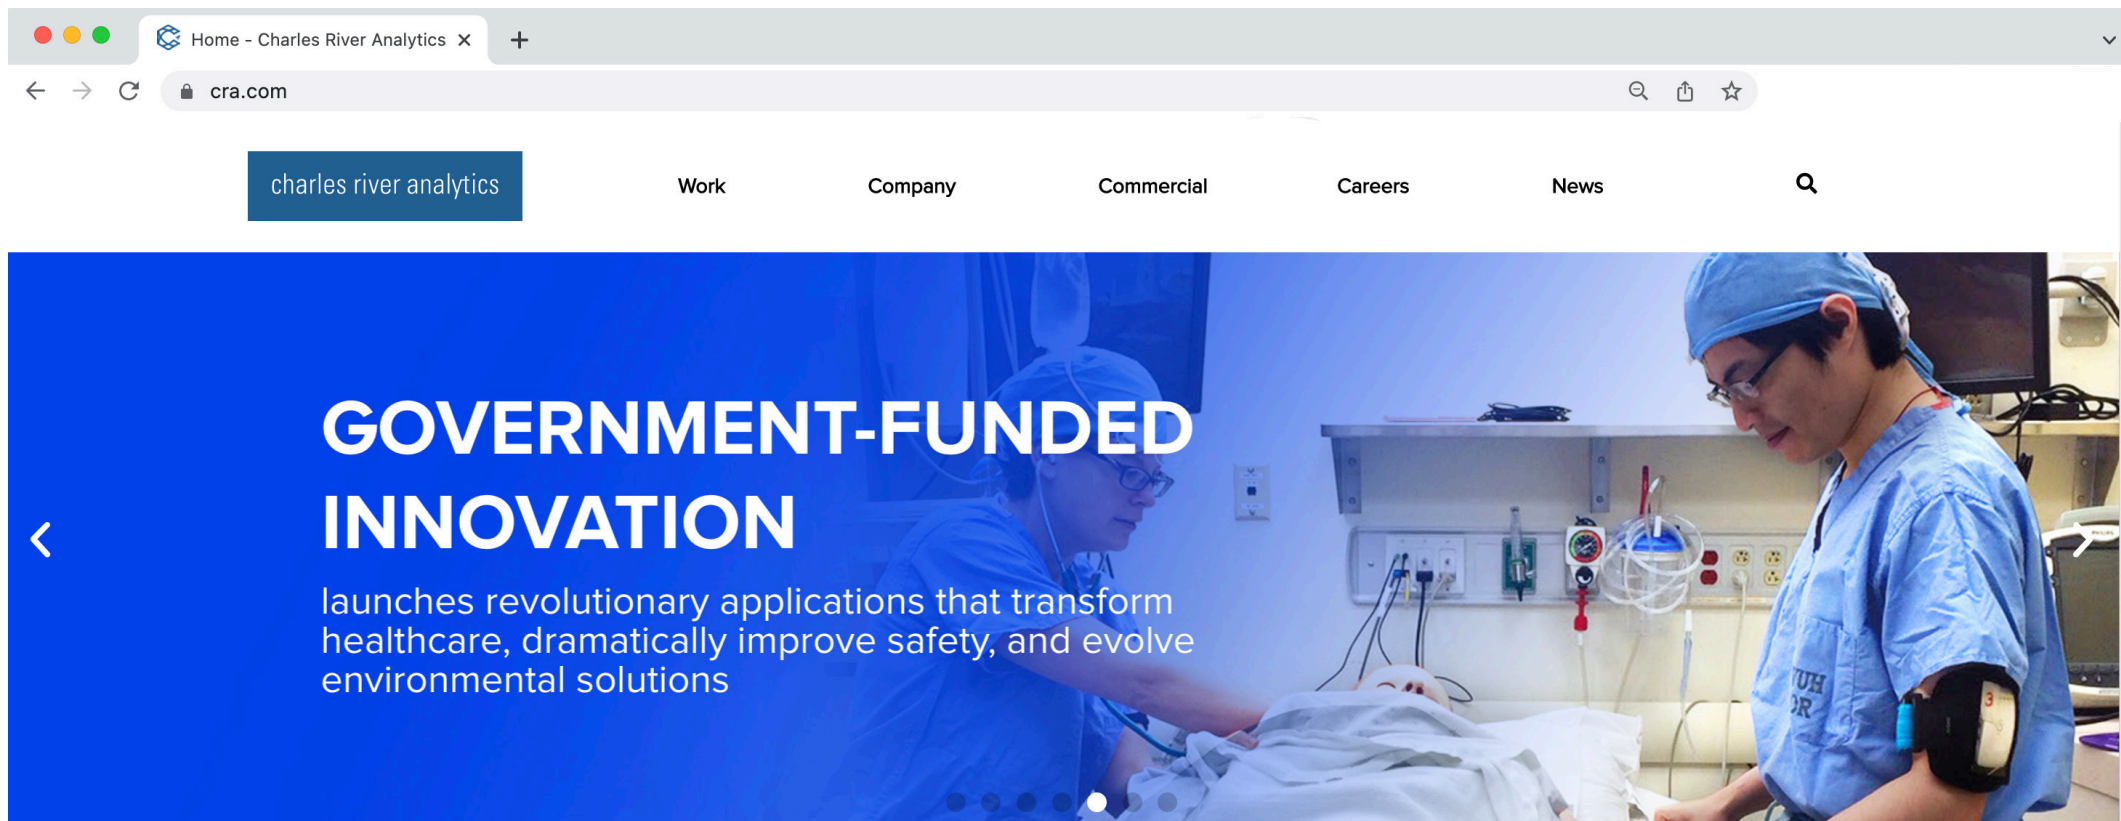 Home - Charles River Analytics
cra.com
charles river analytics
Work
Company
Commercial
Careers
News
GOVERNMENT-FUNDED
INNOVATION
launches revolutionary applications that transform
healthcare, dramatically improve safety, and evolve
environmental solutions
3